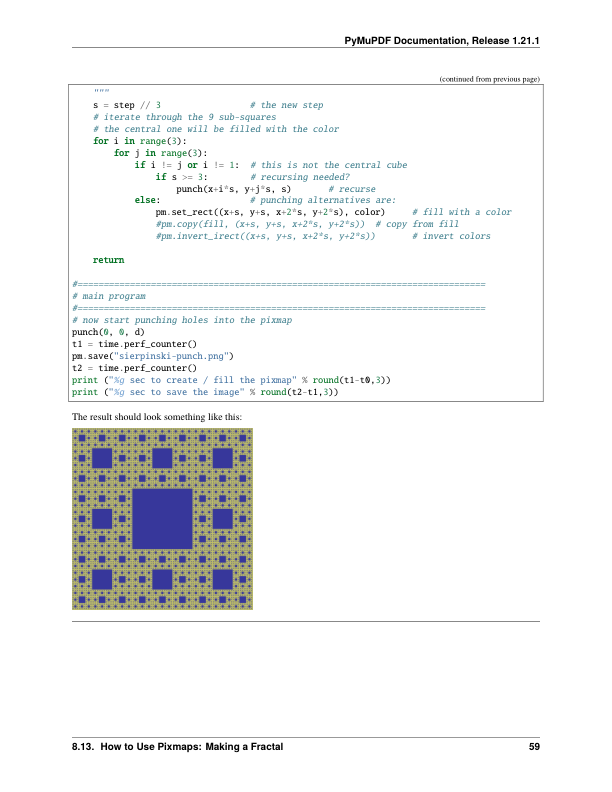 PyMuPDF Documentation, Release 1.21.1
(continued from previous page)
"""
s = step // 3 # the new step
# iterate through the 9 sub-squares
# the central one will be filled with the color
for i in range(3):
for j in range(3):
if i != j or i != 1: # this is not the central cube
if s >= 3: # recursing needed?
punch(x+i*s, y+j*s, s) # recurse
else: # punching alternatives are:
pm.set_rect((x+s, y+s, x+2*s, y+2*s), color) # fill with a color
#pm.copy(fill, (x+s, y+s, x+2*s, y+2*s)) # copy from fill
#pm.invert_irect((x+s, y+s, x+2*s, y+2*s)) # invert colors
return
#==============================================================================
# main program
#==============================================================================
# now start punching holes into the pixmap
punch(0, 0, d)
t1 = time.perf_counter()
pm.save("sierpinski-punch.png")
t2 = time.perf_counter()
print ("%g sec to create / fill the pixmap" % round(t1-t0,3))
print ("%g sec to save the image" % round(t2-t1,3))
The result should look something like this:
8.13. How to Use Pixmaps: Making a Fractal 59